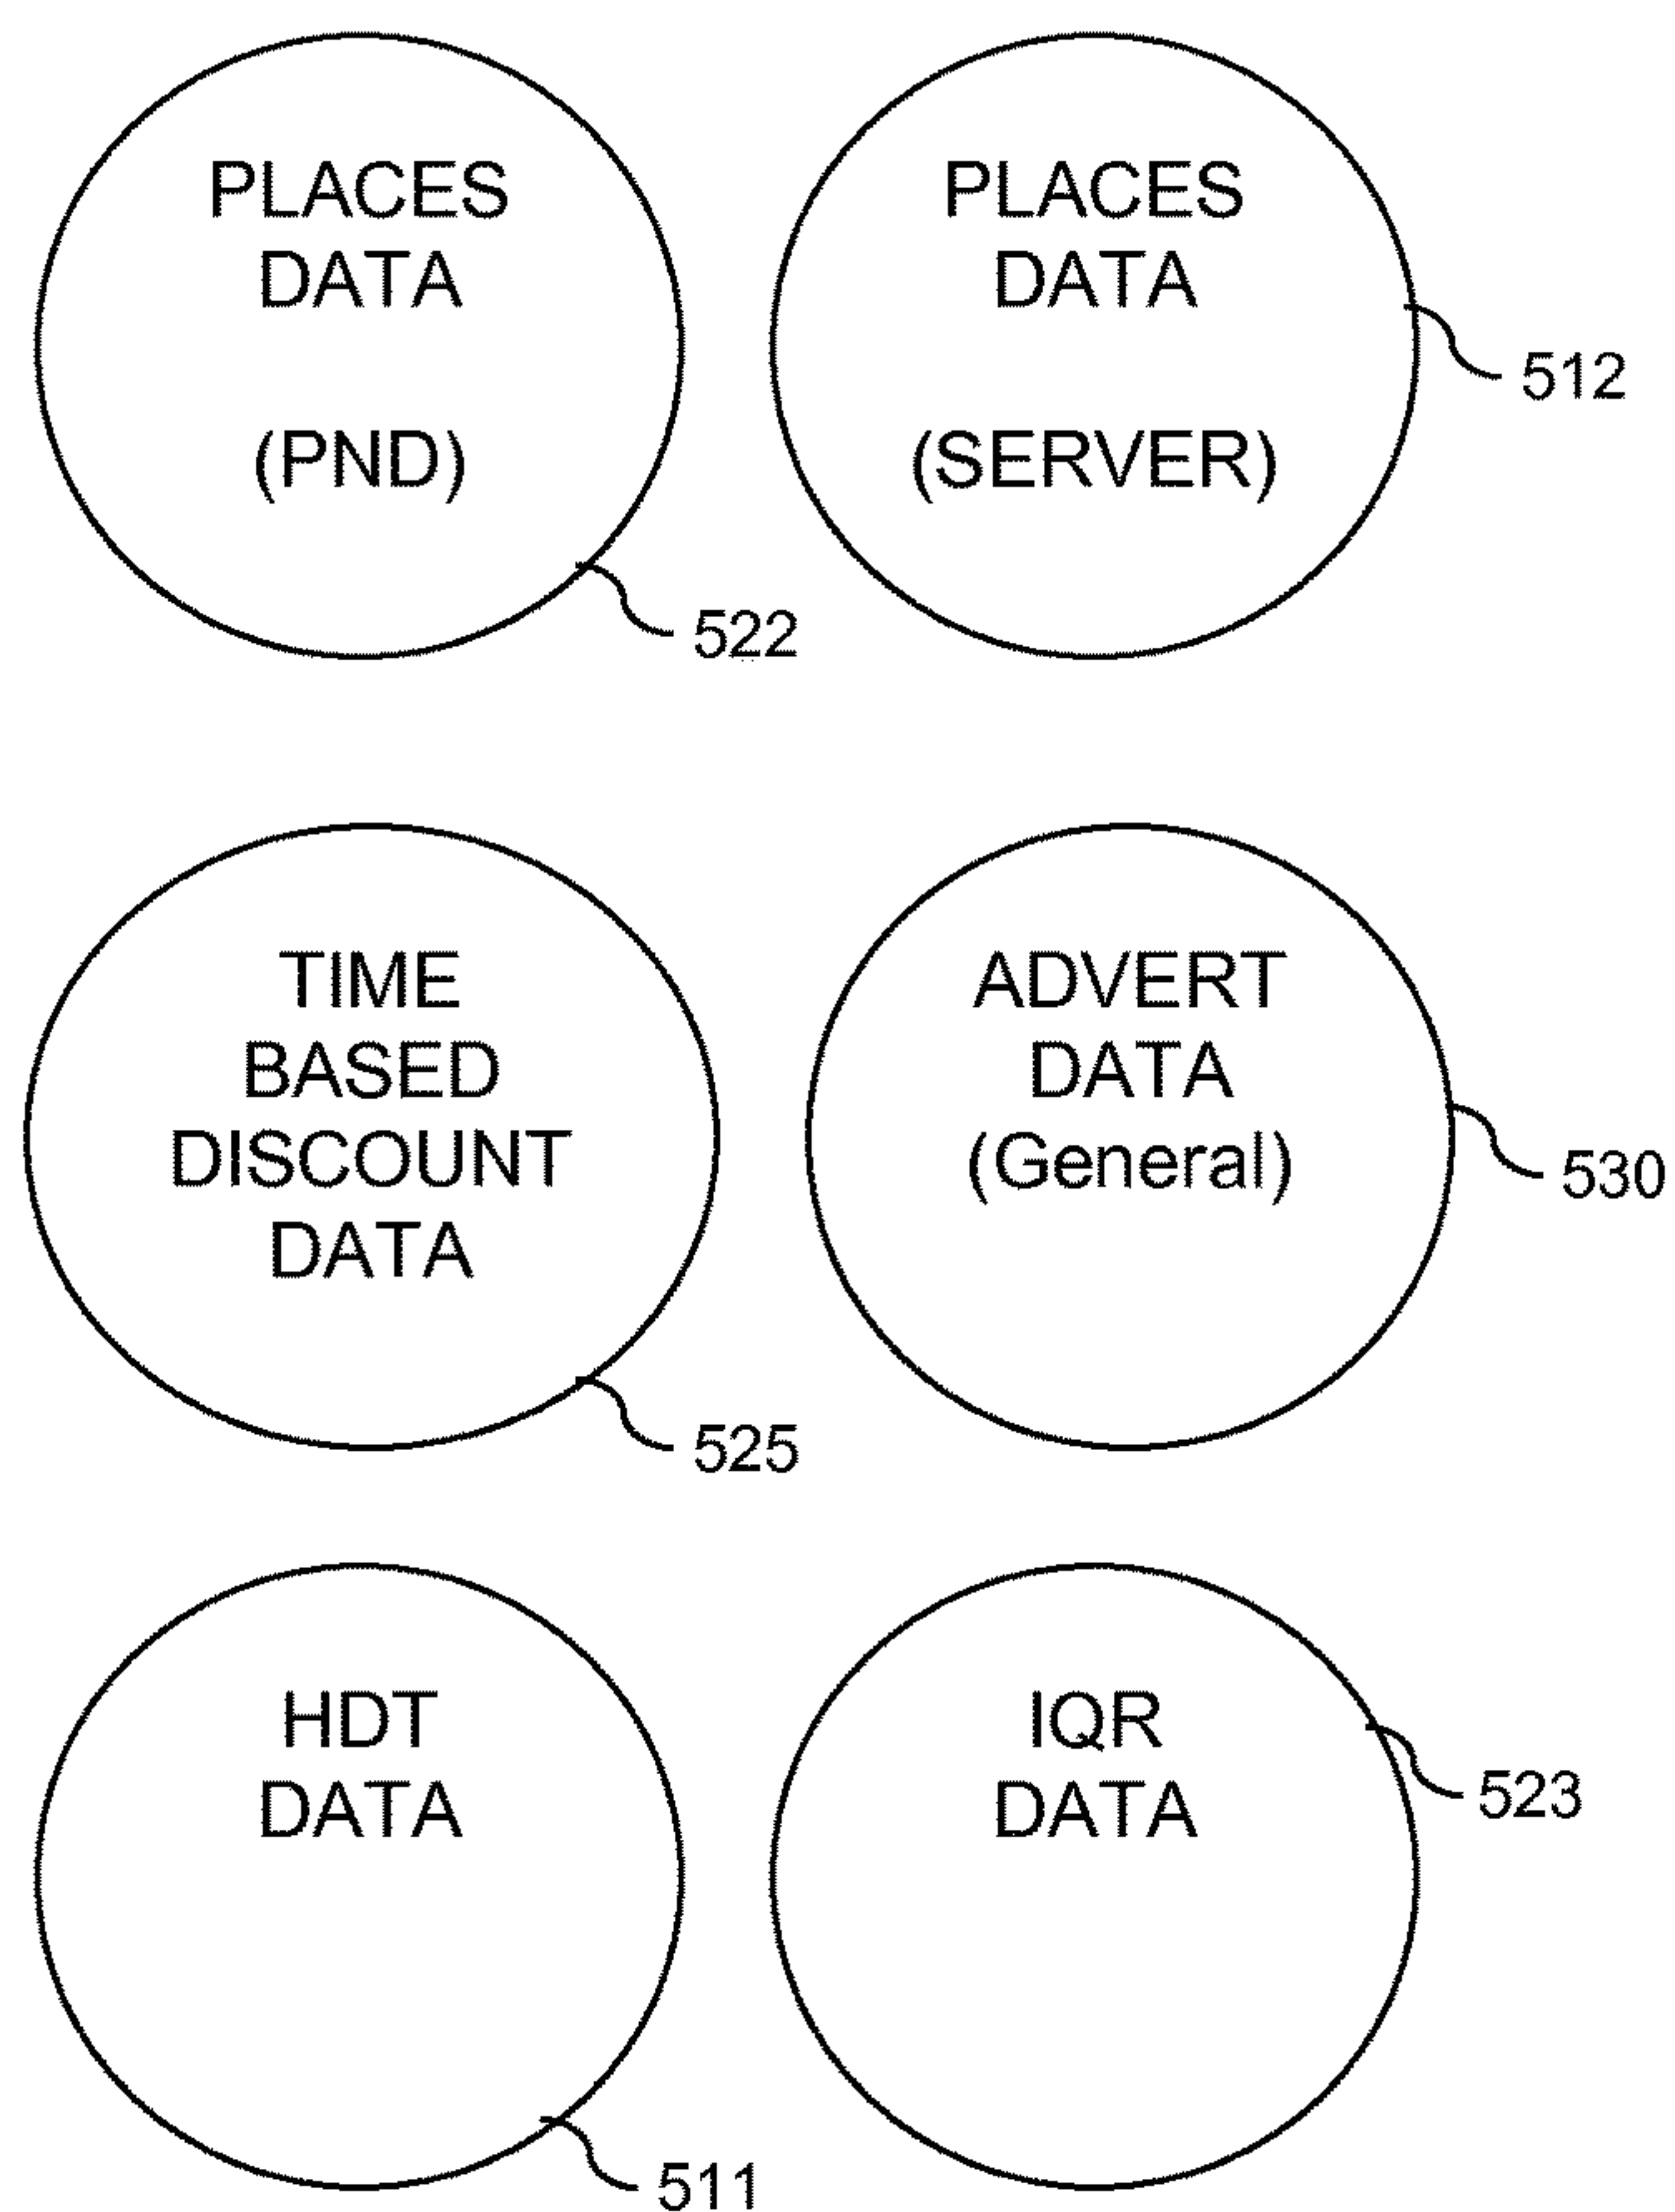 PLACES
DATA
(PND)
522
PLACES
DATA
(SERVER)
512
TIME
BASED
DISCOUNT
DATA
525
ADVERT
DATA
(General)
530
HDT
DATA
511
IQR
DATA
523